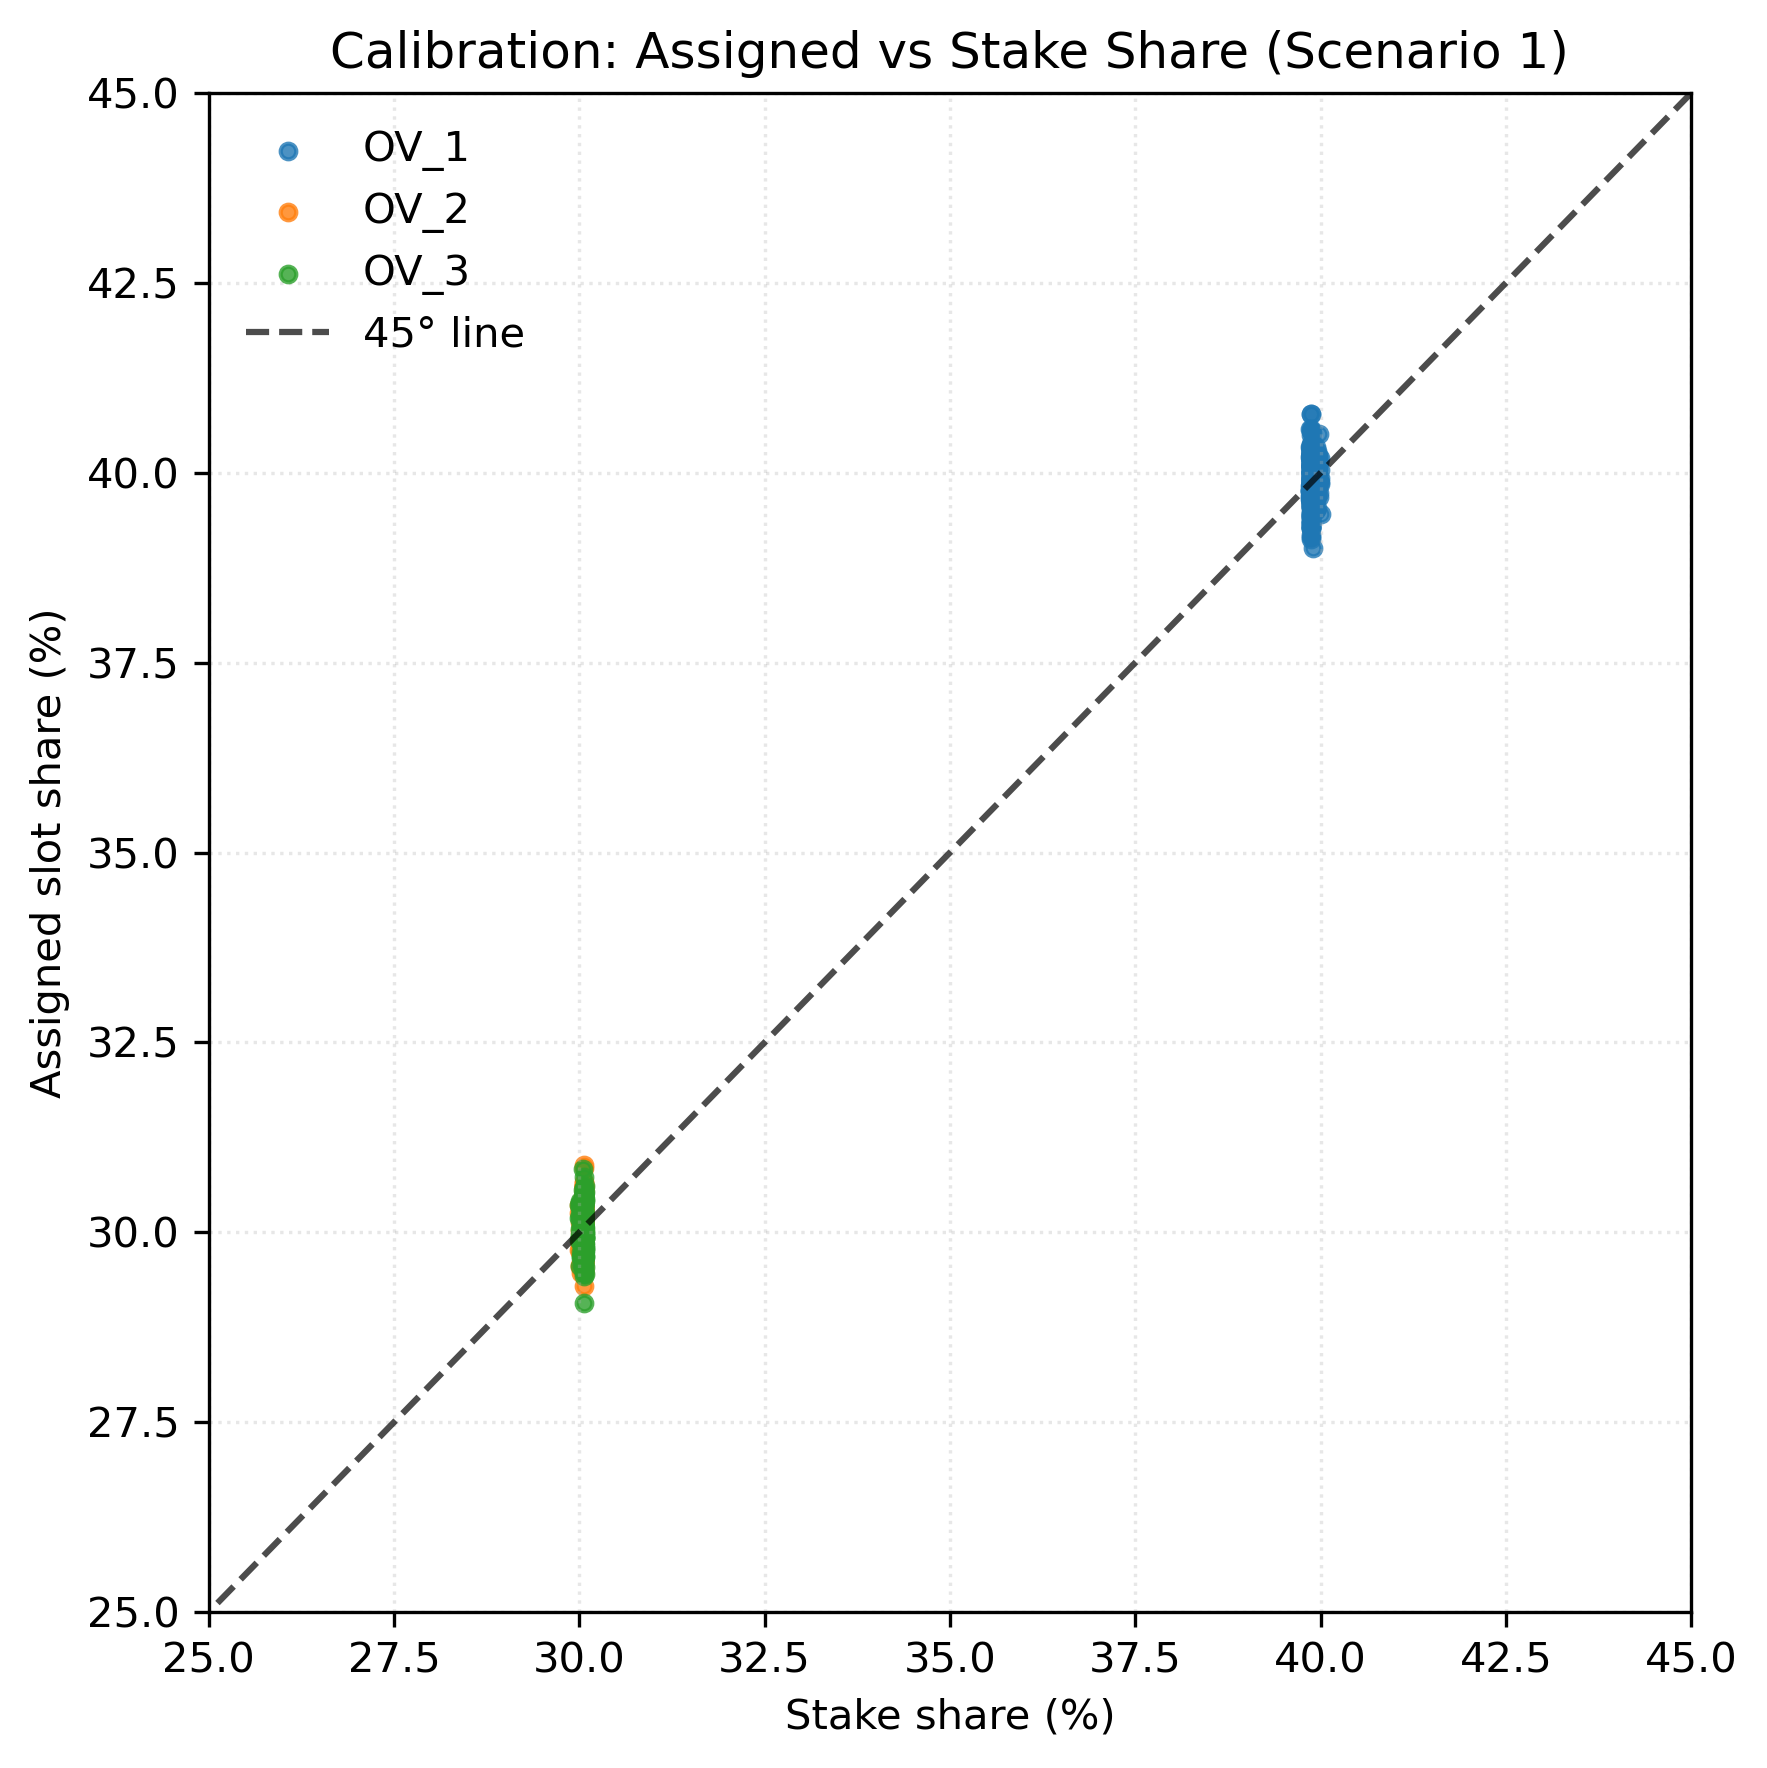 Calibration: Assigned vs Stake Share (Scenario 1)
45.0
42.5
40.0
37.5
35.0
32.5
30.0
27.5
25.0
Assigned slot share (%)
OV_1
OV_2
OV_3
45° line
25.0 27.5 30.0 32.5 35.0 37.5 40.0 42.5 45.0
Stake share (%)